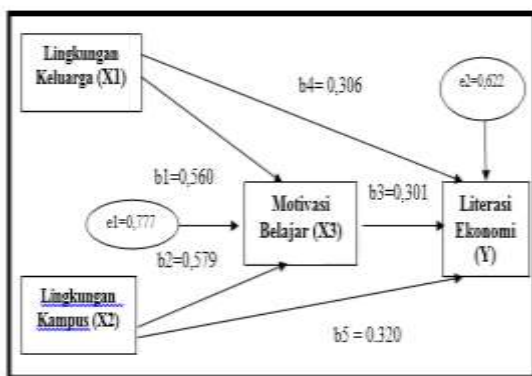 Lingkungan
Keluarga (X1)
b4= 0,306
e2=0,622
b1=0,560
Motivasi
Belajar (X3)
b3=0,301
Literasi
Ekonomi
(Y)
e1=0,777
b2=0,579
Lingkungan
Kampus (X2)
b5 = 0.320